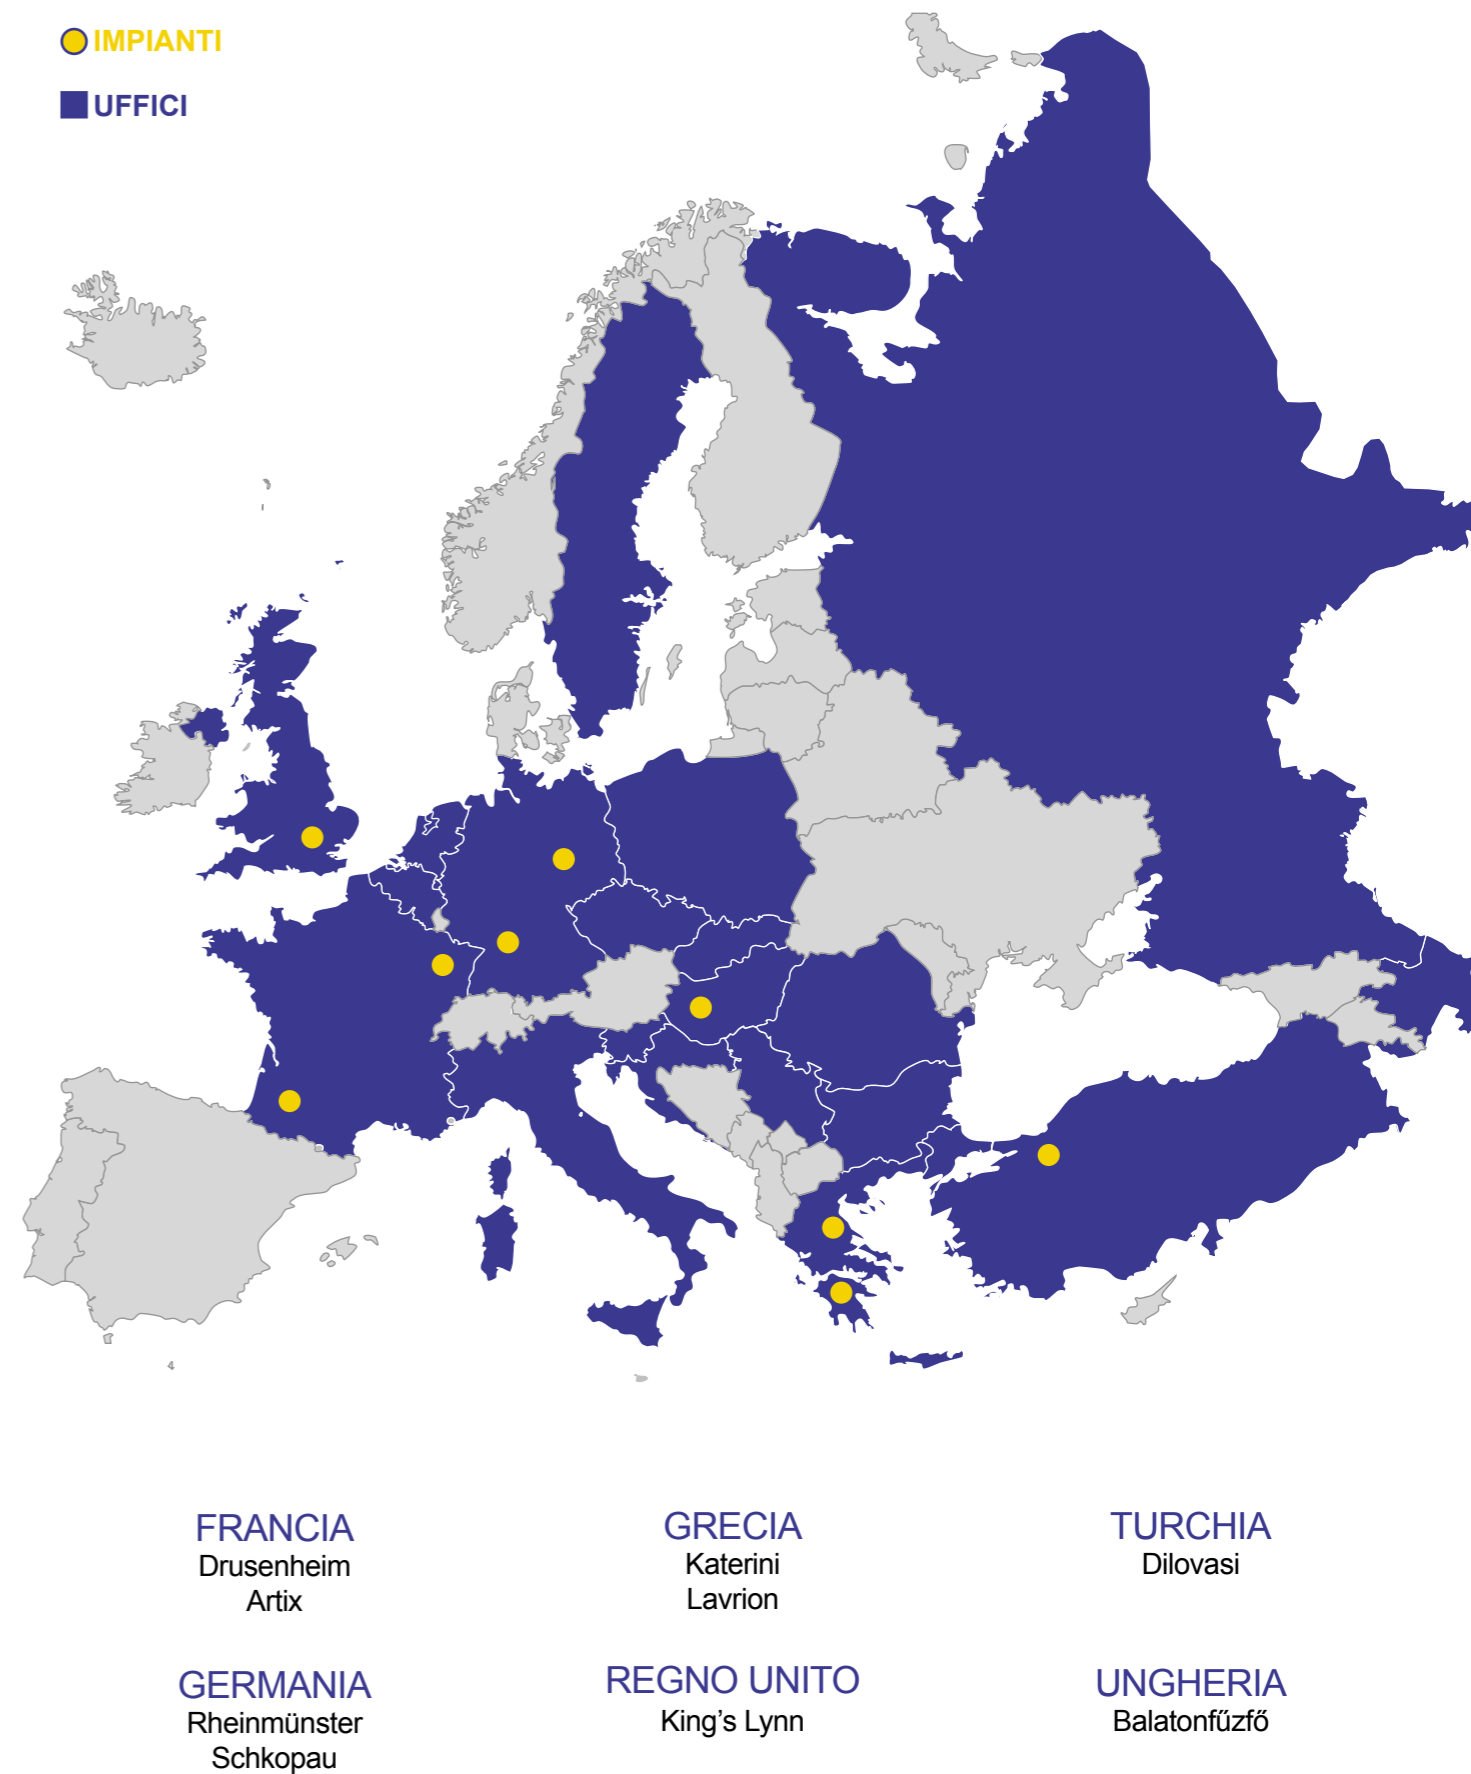 IMPIANTI
UFFICI
FRANCIA
Drusenheim
Artix
GRECIA
Katerini
Lavrion
TURCHIA
Dilovasi
GERMANIA
Rheinmünster
Schkopau
REGNO UNITO
King’s Lynn
UNGHERIA
Balatonfűzfő